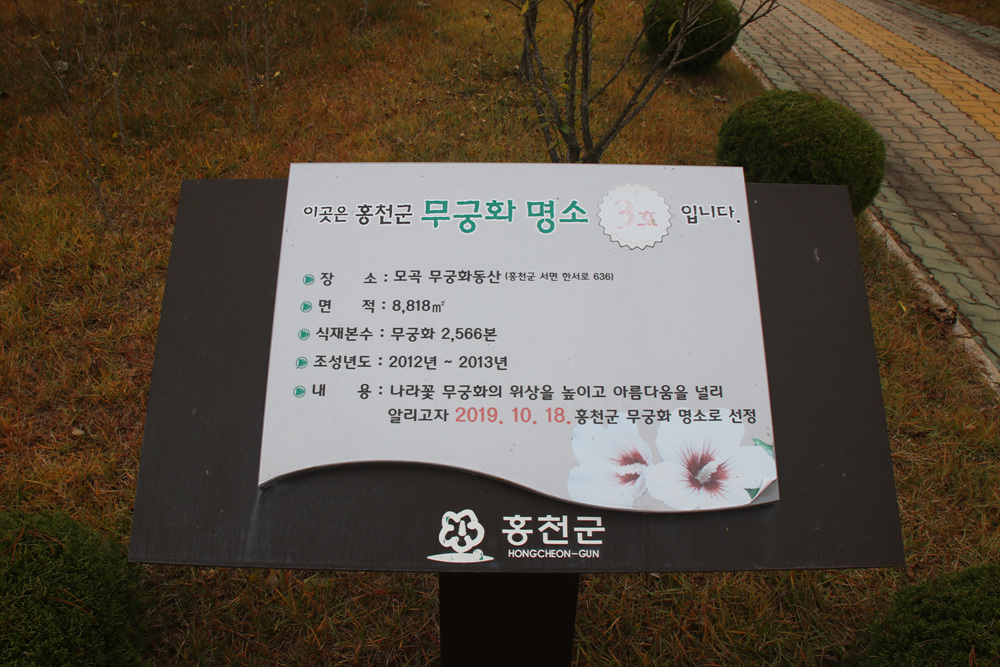 이곳은 홍천군 무궁화 명소 3호 입니다.
장 소 : 모곡 무궁화동산 (홍천군 서면 한서로 636)
면 적 : 8,818㎡
식재본수 : 무궁화 2,566본
조성년도 : 2012년 ~ 2013년
내 용 : 나라꽃 무궁화의 위상을 높이고 아름다움을 널리
알리고자 2019. 10. 18. 홍천군 무궁화 명소로 선정
홍천군
HONGCHEON-GUN